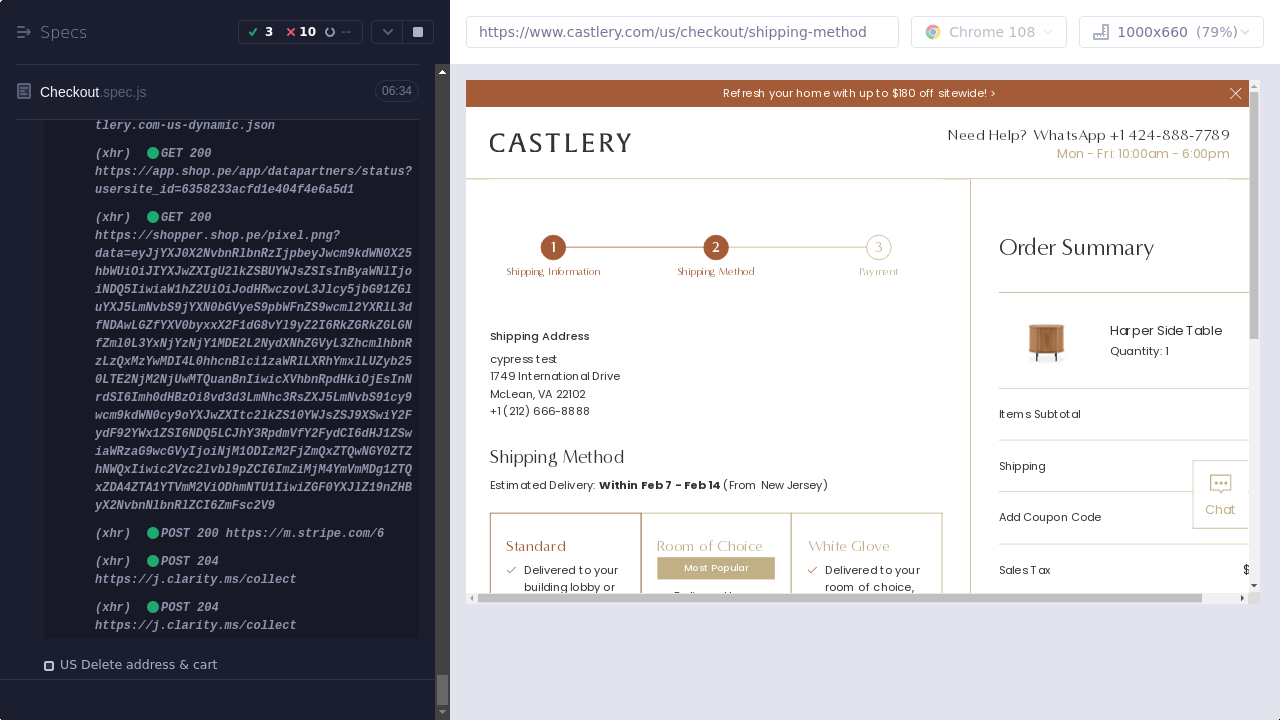 Specs
3
10
--
Checkout.spec.js
06:34
tlery.com-us-dynamic.json
(xhr) GET 200
https://app.shop.pe/app/datapartners/status?
usersite_id=6358233acfd1e404f4e6a5d1
(xhr) GET 200
https://shopper.shop.pe/pixel.png?
(xhr) POST 200 https://m.stripe.com/6
(xhr) POST 204
https://j.clarity.ms/collect
(xhr) POST 204
https://j.clarity.ms/collect
US Delete address & cart
https://www.castlery.com/us/checkout/shipping-method
Chrome 108
1000x660 (79%)
Refresh your home with up to $180 off sitewide! >
CASTLERY
Need Help? WhatsApp +1 424-888-7789
Mon - Fri: 10:00am - 6:00pm
1
2
3
Shipping Information
Shipping Method
Payment
Shipping Address
cypress test
1749 International Drive
McLean, VA 22102
+1 (212) 666-8888
Shipping Method
Estimated Delivery: Within Feb 7 - Feb 14 (From New Jersey)
Standard
Delivered to your
building lobby or
Room of Choice
Most Popular
White Glove
Delivered to your
room of choice,
Order Summary
Harper Side Table
Quantity: 1
Items Subtotal
Shipping
Add Coupon Code
Sales Tax
$
Chat